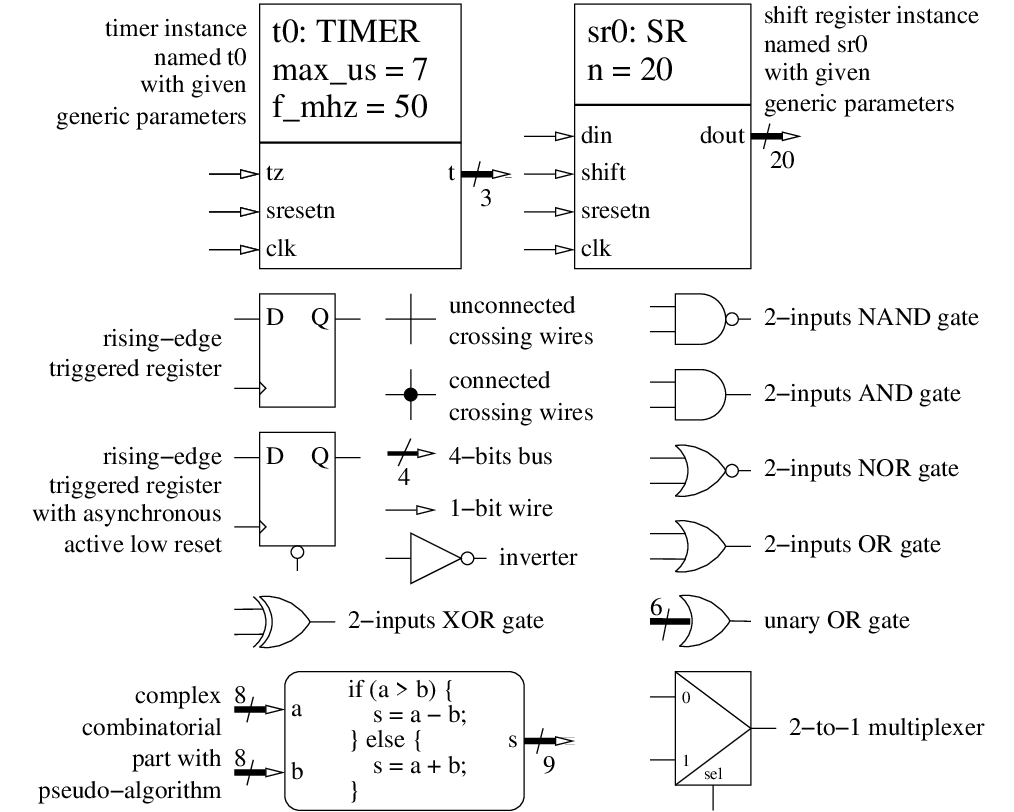 timer instance
named t0
with given
generic parameters
t0: TIMER
max_us = 7
f_mhz = 50
tz
sresetn
clk
t
3
sr0: SR
n = 20
din
shift
sresetn
clk
dout
20
shift register instance
named sr0
with given
generic parameters
rising−edge
triggered register
D Q
unconnected
crossing wires
connected
crossing wires
2−inputs NAND gate
2−inputs AND gate
rising−edge
triggered register
with asynchronous
active low reset
D Q
4
4−bits bus
1−bit wire
inverter
2−inputs NOR gate
2−inputs OR gate
2−inputs XOR gate
6
unary OR gate
complex
combinatorial
part with
pseudo−algorithm
8
a
8
b
if (a > b) {
s = a − b;
} else {
s = a + b;
}
s
9
0
1
sel
2−to−1 multiplexer